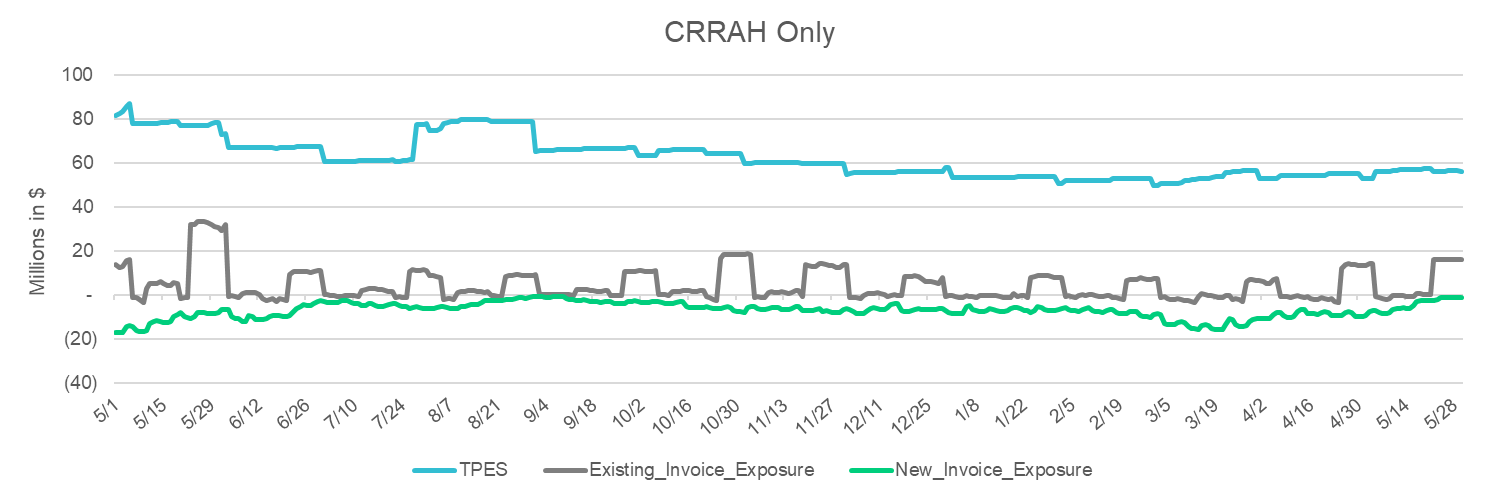 CRRAH Only
Millions in $
100
80
60
40
20
-
(20)
(40)
5/1 5/15 5/29 6/12 6/26 7/10 7/24 8/7 8/21 9/4 9/18 10/2 10/16 10/30 11/13 11/27 12/11 12/25 1/8 1/22 2/5 2/19 3/5 3/19 4/2 4/16 4/30 5/14 5/28
TPES Existing_Invoice_Exposure New_Invoice_Exposure